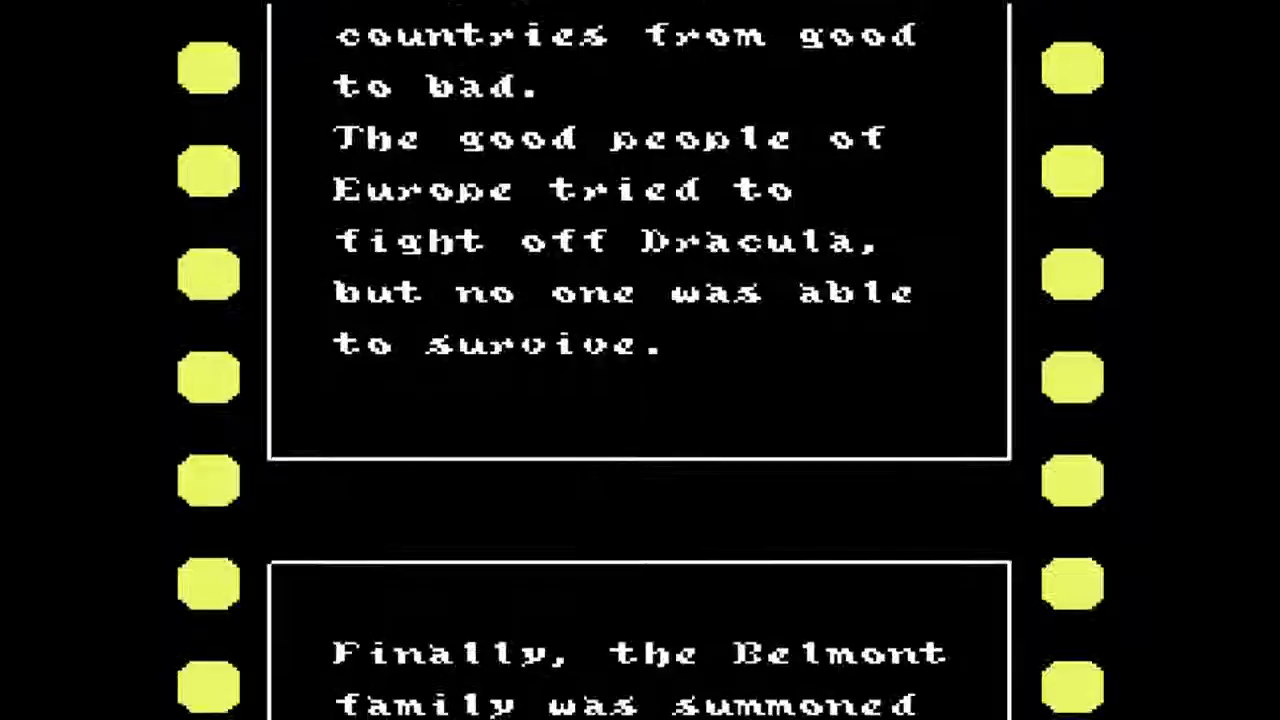 countries from good
to bad.
The good people of
Europe tried to
fight off Dracula,
but no one was able
to survive.
Finally, the Belmont
family was summoned